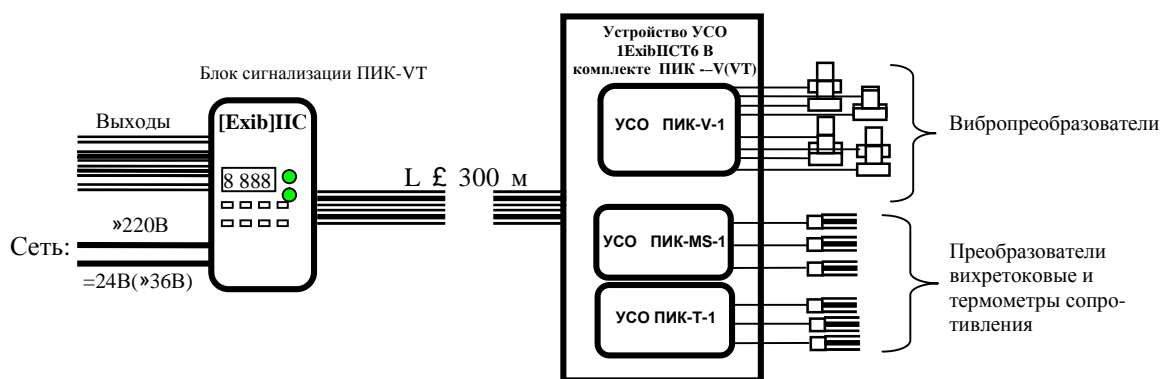 Устройство УСО
1ExibIIСТ6 В
комплекте ПИК -–V(VT)
Блок сигнализации ПИК-VT
Выходы
[Exib]IIC
8 888
УСО ПИК-V-1
Вибропреобразователи
L £ 300 м
»220В
Сеть:
=24В(»36В)
УСО ПИК-MS-1
УСО ПИК-Т-1
Преобразователи
вихретоковые и
термометры сопро-
тивления